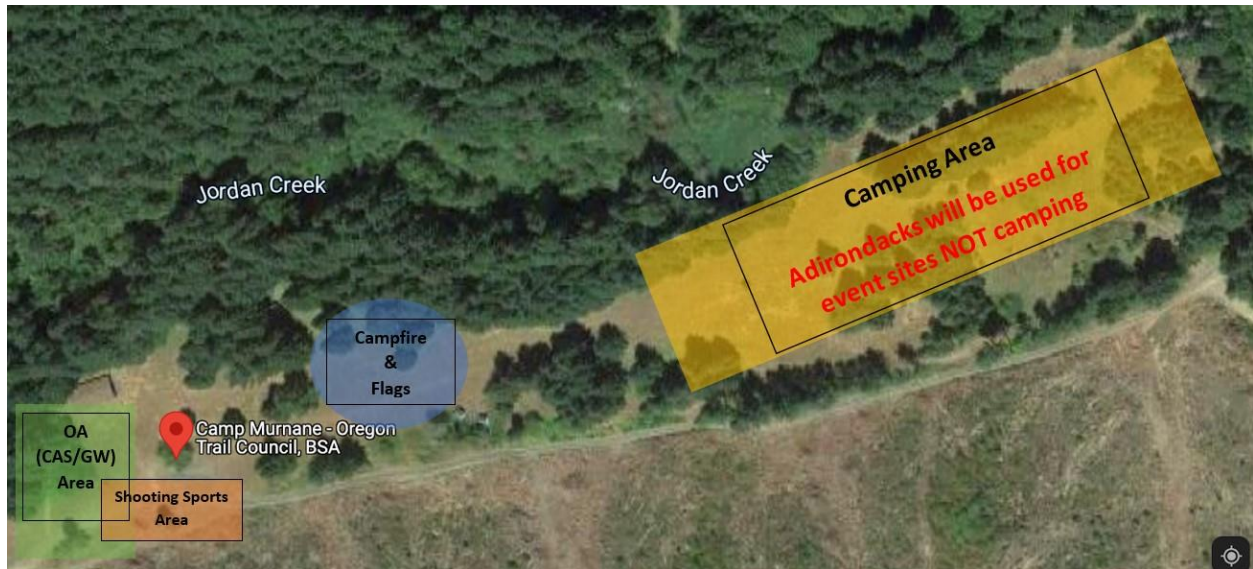 Jordan Creek
Jordan Creek
Camping Area
Adirondacks will be used for
event sites NOT camping
Campfire
&
Flags
Camp Murnane - Oregon
Trail Council, BSA
OA
(CAS/GW)
Area
Shooting Sports
Area